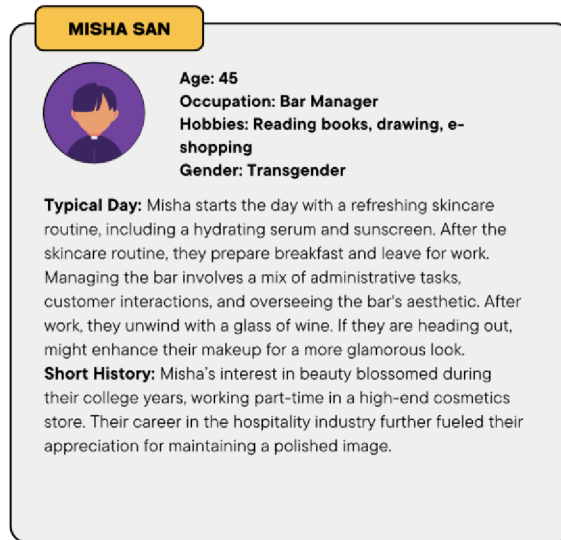 MISHA SAN
Age: 45
Occupation: Bar Manager
Hobbies: Reading books, drawing, e-
shopping
Gender: Transgender
Typical Day: Misha starts the day with a refreshing skincare
routine, including a hydrating serum and sunscreen. After the
skincare routine, they prepare breakfast and leave for work.
Managing the bar involves a mix of administrative tasks,
customer interactions, and overseeing the bar's aesthetic. After
work, they unwind with a glass of wine. If they are heading out,
might enhance their makeup for a more glamorous look.
Short History: Misha’s interest in beauty blossomed during
their college years, working part-time in a high-end cosmetics
store. Their career in the hospitality industry further fueled their
appreciation for maintaining a polished image.